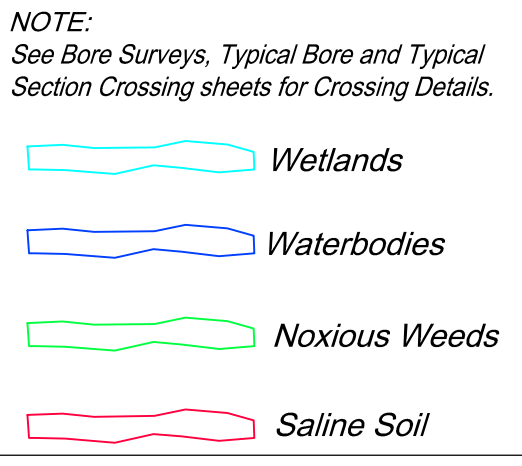 NOTE:
See Bore Surveys, Typical Bore and Typical
Section Crossing sheets for Crossing Details.
Wetlands
Waterbodies
Noxious Weeds
Saline Soil